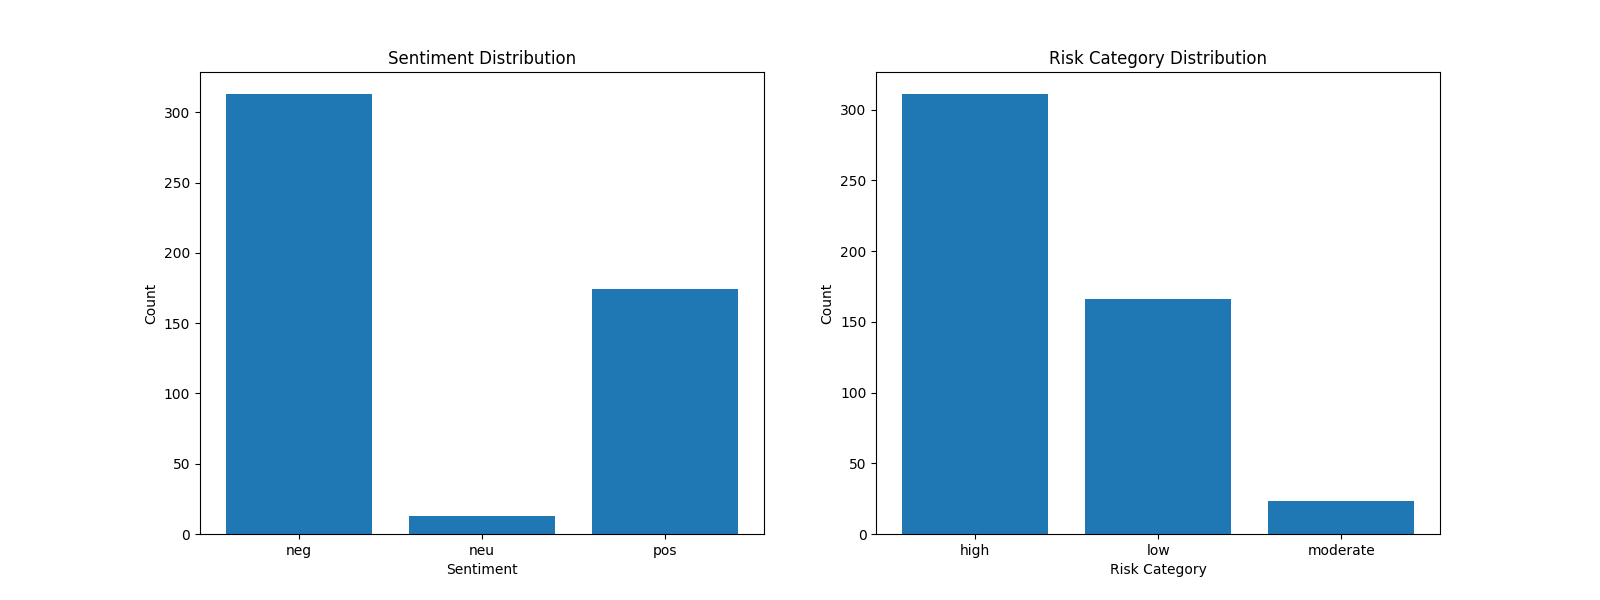 Sentiment Distribution
300
250
200
150
100
50
0
Count
neg
neu
pos
Sentiment
Risk Category Distribution
300
250
200
150
100
50
0
Count
high
low
moderate
Risk Category